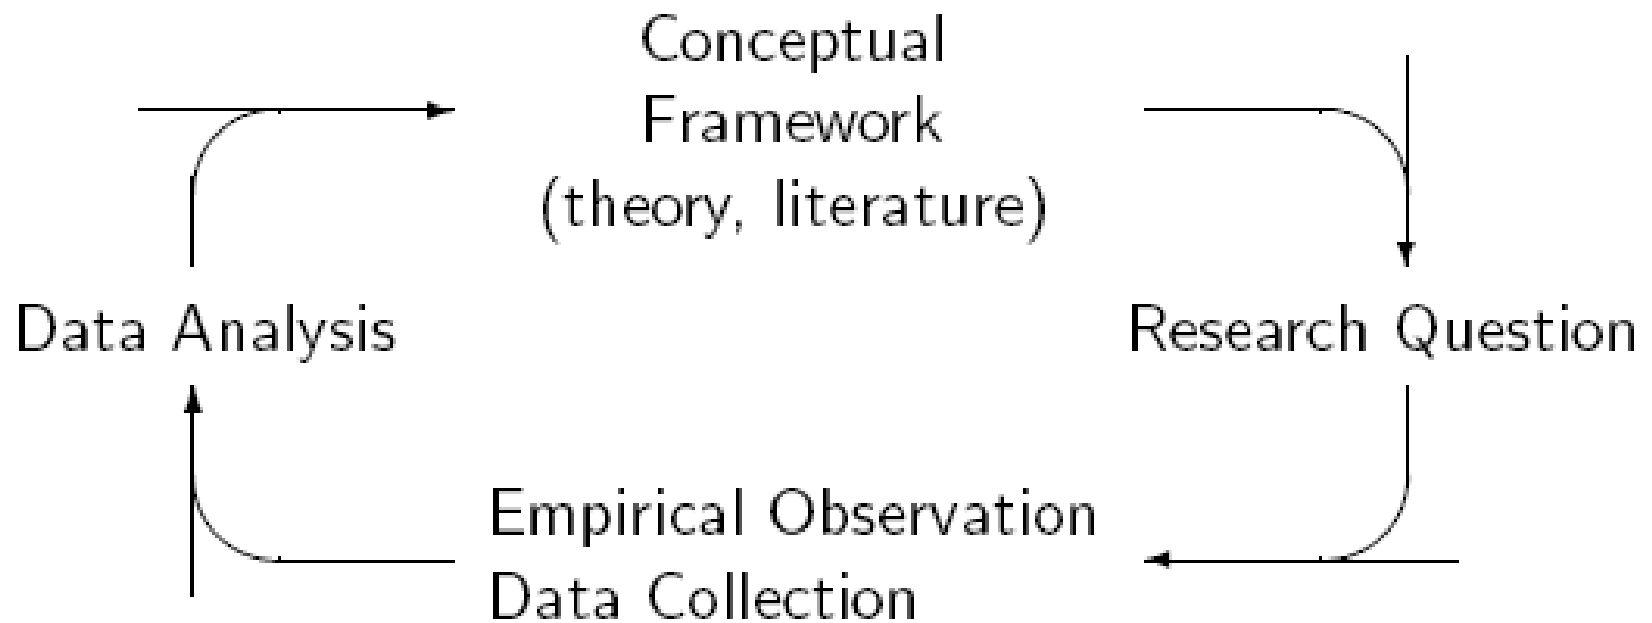 Conceptual
Framework
(theory, literature)
Data Analysis
Research Question
Empirical Observation
Data Collection